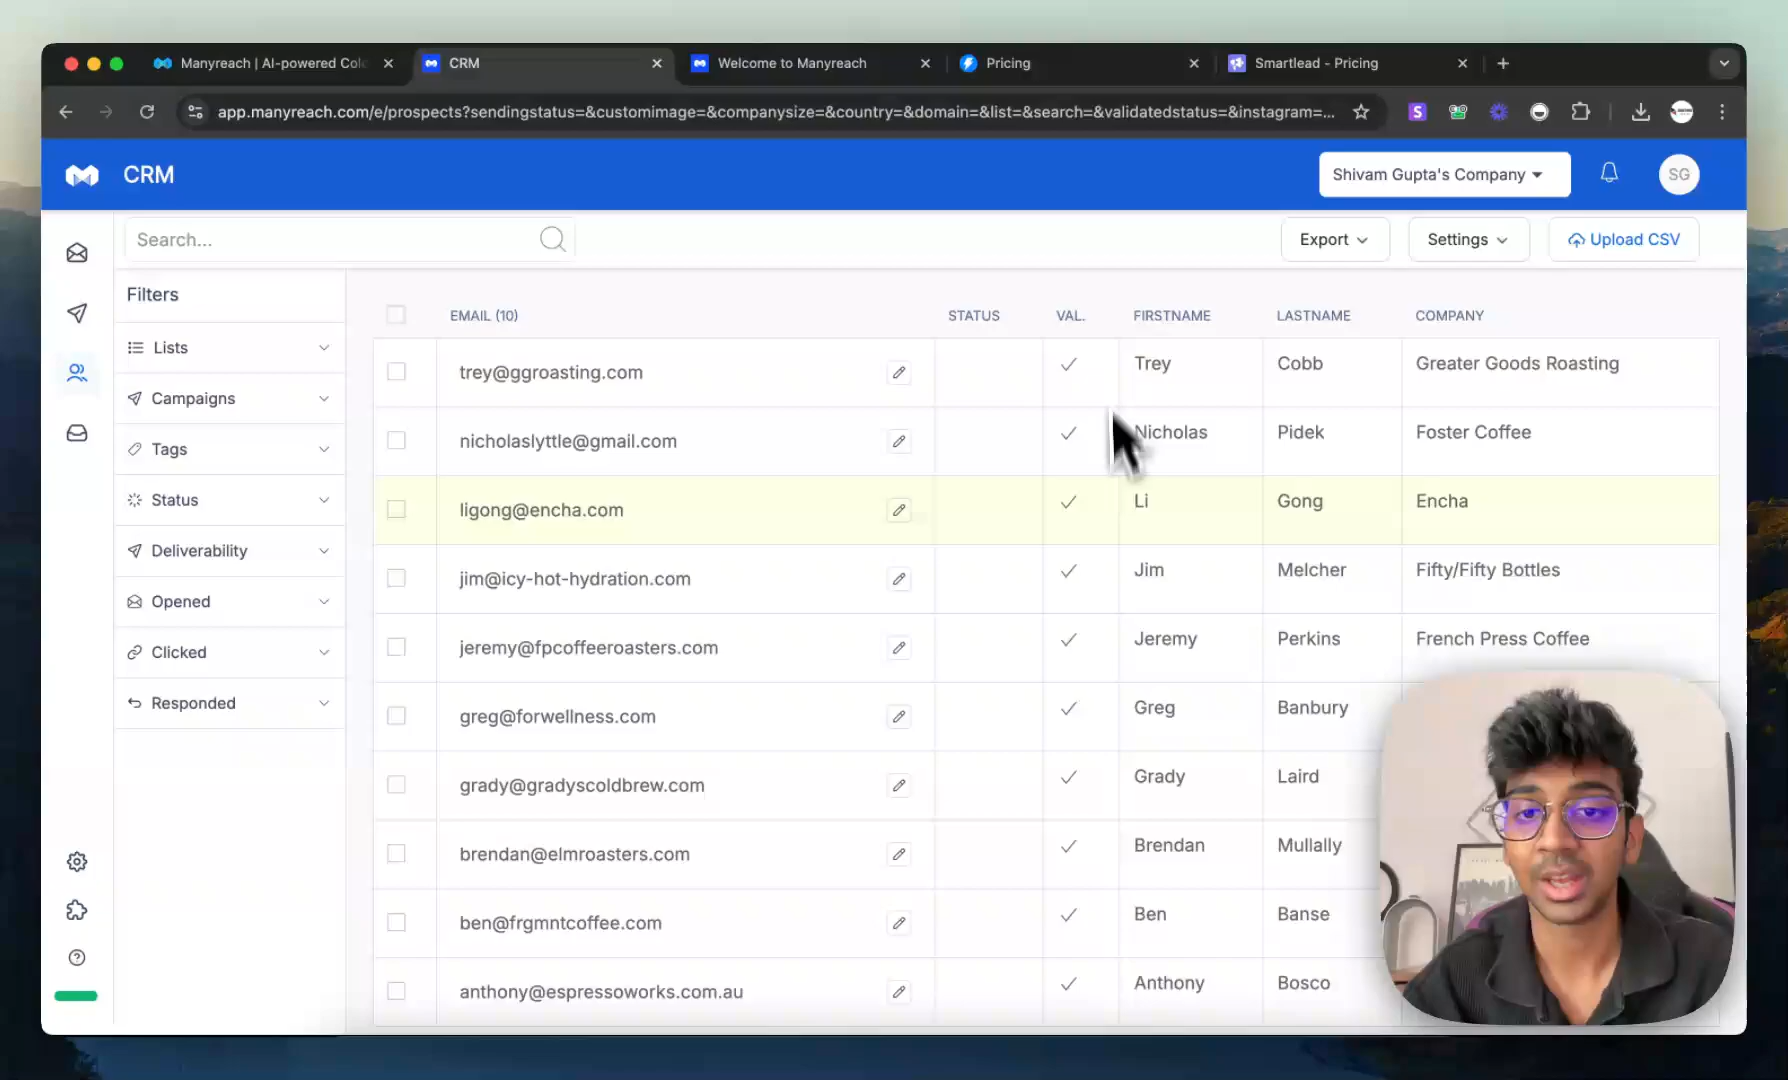 Manyreach | AI-powered Col
CRM
Welcome to Manyreach
Pricing
Smartlead - Pricing
app.manyreach.com/e/prospects?sendingstatus=&customimage=&companysize=&country=&domain=&list=&search=&validatedstatus=&instagram=...
S
CRM
Shivam Gupta's Company
SG
Search...
Export
Settings
Upload CSV
Filters
Lists
Campaigns
Tags
Status
Deliverability
Opened
Clicked
Responded
EMAIL (10) STATUS VAL. FIRSTNAME LASTNAME COMPANY
trey@ggroasting.com Trey Cobb Greater Goods Roasting
nicholaslyttle@gmail.com Nicholas Pidek Foster Coffee
ligong@encha.com Li Gong Encha
jim@icy-hot-hydration.com Jim Melcher Fifty/Fifty Bottles
jeremy@fpcoffeeroasters.com Jeremy Perkins French Press Coffee
greg@forwellness.com Greg Banbury
grady@gradyscoldbrew.com Grady Laird
brendan@elmroasters.com Brendan Mullally
ben@frgmntcoffee.com Ben Banse
anthony@espressoworks.com.au Anthony Bosco